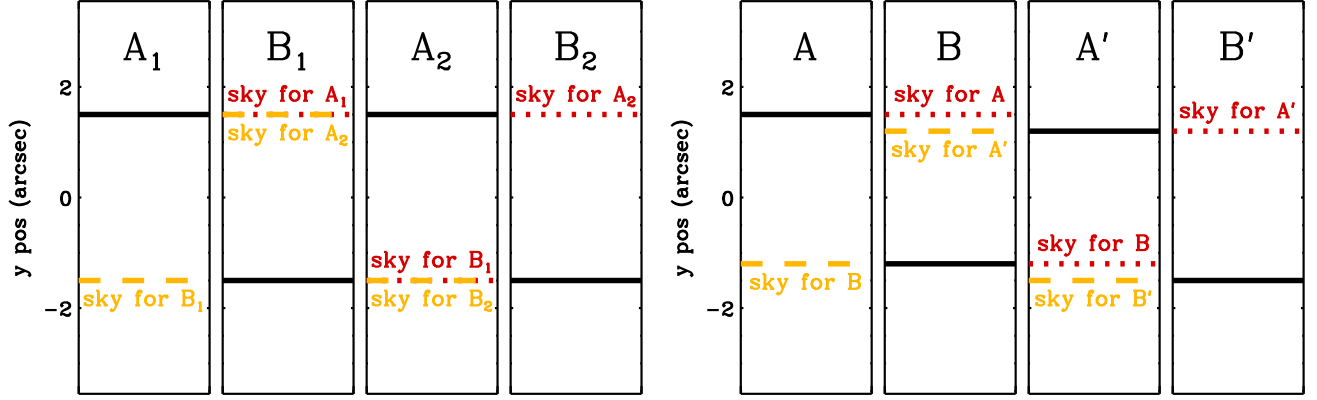 A₁ B₁ A₂ B₂
2
0
−2
y pos (arcsec)
sky for A₁
sky for A₂
sky for A₂
sky for B₁
sky for B₁
sky for B₂
A B A′ B′
2
0
−2
y pos (arcsec)
sky for A
sky for A′
sky for A′
sky for B
sky for B
sky for B′